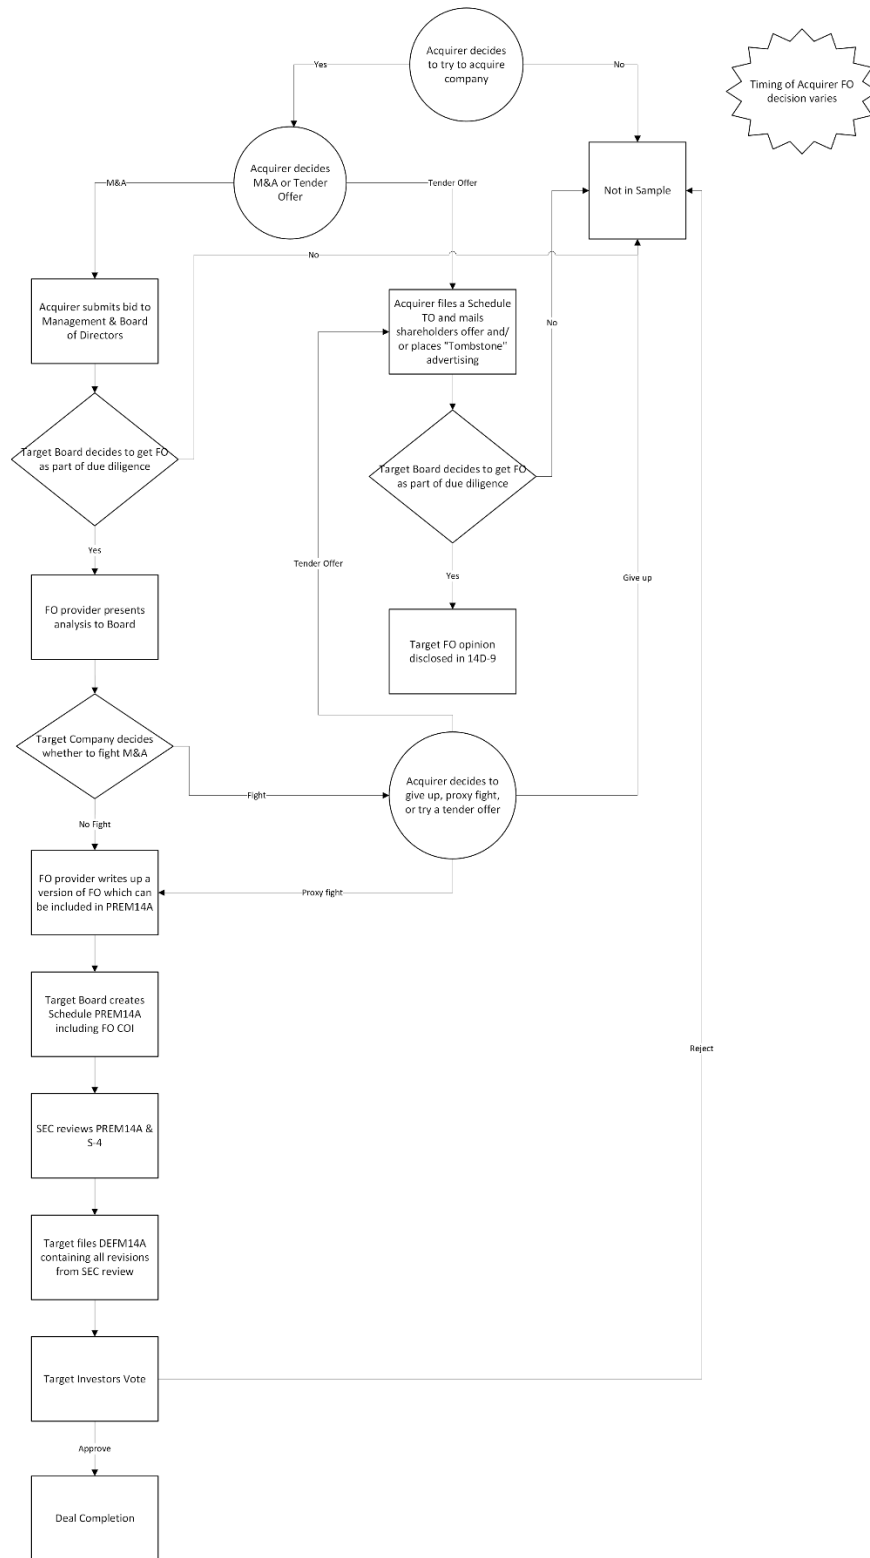 Acquirer decides
to try to acquire
company
Yes
No
Timing of Acquirer FO
decision varies
Acquirer decides
M&A or Tender
Offer
M&A
Tender Offer
Not in Sample
No
Acquirer submits bid to
Management & Board
of Directors
Acquirer files a Schedule
TO and mails
shareholders offer and/
or places "Tombstone"
advertising
No
Target Board decides to get FO
as part of due diligence
Target Board decides to get FO
as part of due diligence
Yes
Tender Offer
Yes
Give up
FO provider presents
analysis to Board
Target FO opinion
disclosed in 14D-9
Target Company decides
whether to fight M&A
Fight
Acquirer decides to
give up, proxy fight,
or try a tender offer
No Fight
FO provider writes up a
version of FO which can
be included in PREM14A
Proxy fight
Target Board creates
Schedule PREM14A
including FO COI
Reject
SEC reviews PREM14A &
S-4
Target files DEFM14A
containing all revisions
from SEC review
Target Investors Vote
Approve
Deal Completion